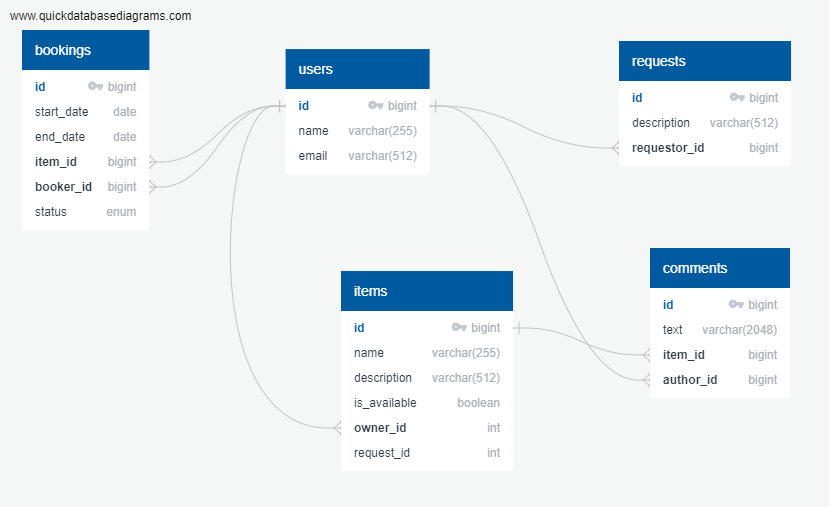 www.quickdatabasediagrams.com
bookings
id bigint
start_date date
end_date date
item_id bigint
booker_id bigint
status enum
users
id bigint
name varchar(255)
email varchar(512)
requests
id bigint
description varchar(512)
requestor_id bigint
items
id bigint
name varchar(255)
description varchar(512)
is_available boolean
owner_id int
request_id int
comments
id bigint
text varchar(2048)
item_id bigint
author_id bigint